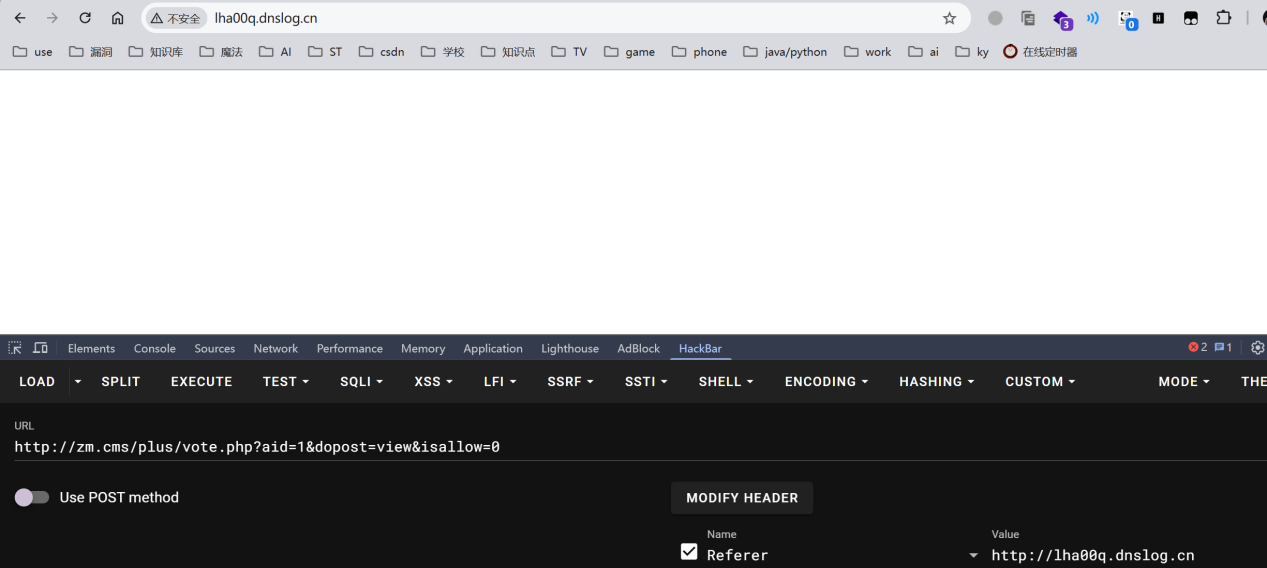 不安全 lha00q.dnslog.cn
3 0 H
use 漏洞 知识库 魔法 AI ST csdn 学校 知识点 TV game phone java/python work ai ky 在线定时器
Elements Console Sources Network Performance Memory Application Lighthouse AdBlock HackBar 2 1
LOAD SPLIT EXECUTE TEST SQLI XSS LFI SSRF SSTI SHELL ENCODING HASHING CUSTOM MODE THE
URL
http://zm.cms/plus/vote.php?aid=1&dopost=view&isallow=0
Use POST method MODIFY HEADER
Name Value
Referer http://lha00q.dnslog.cn